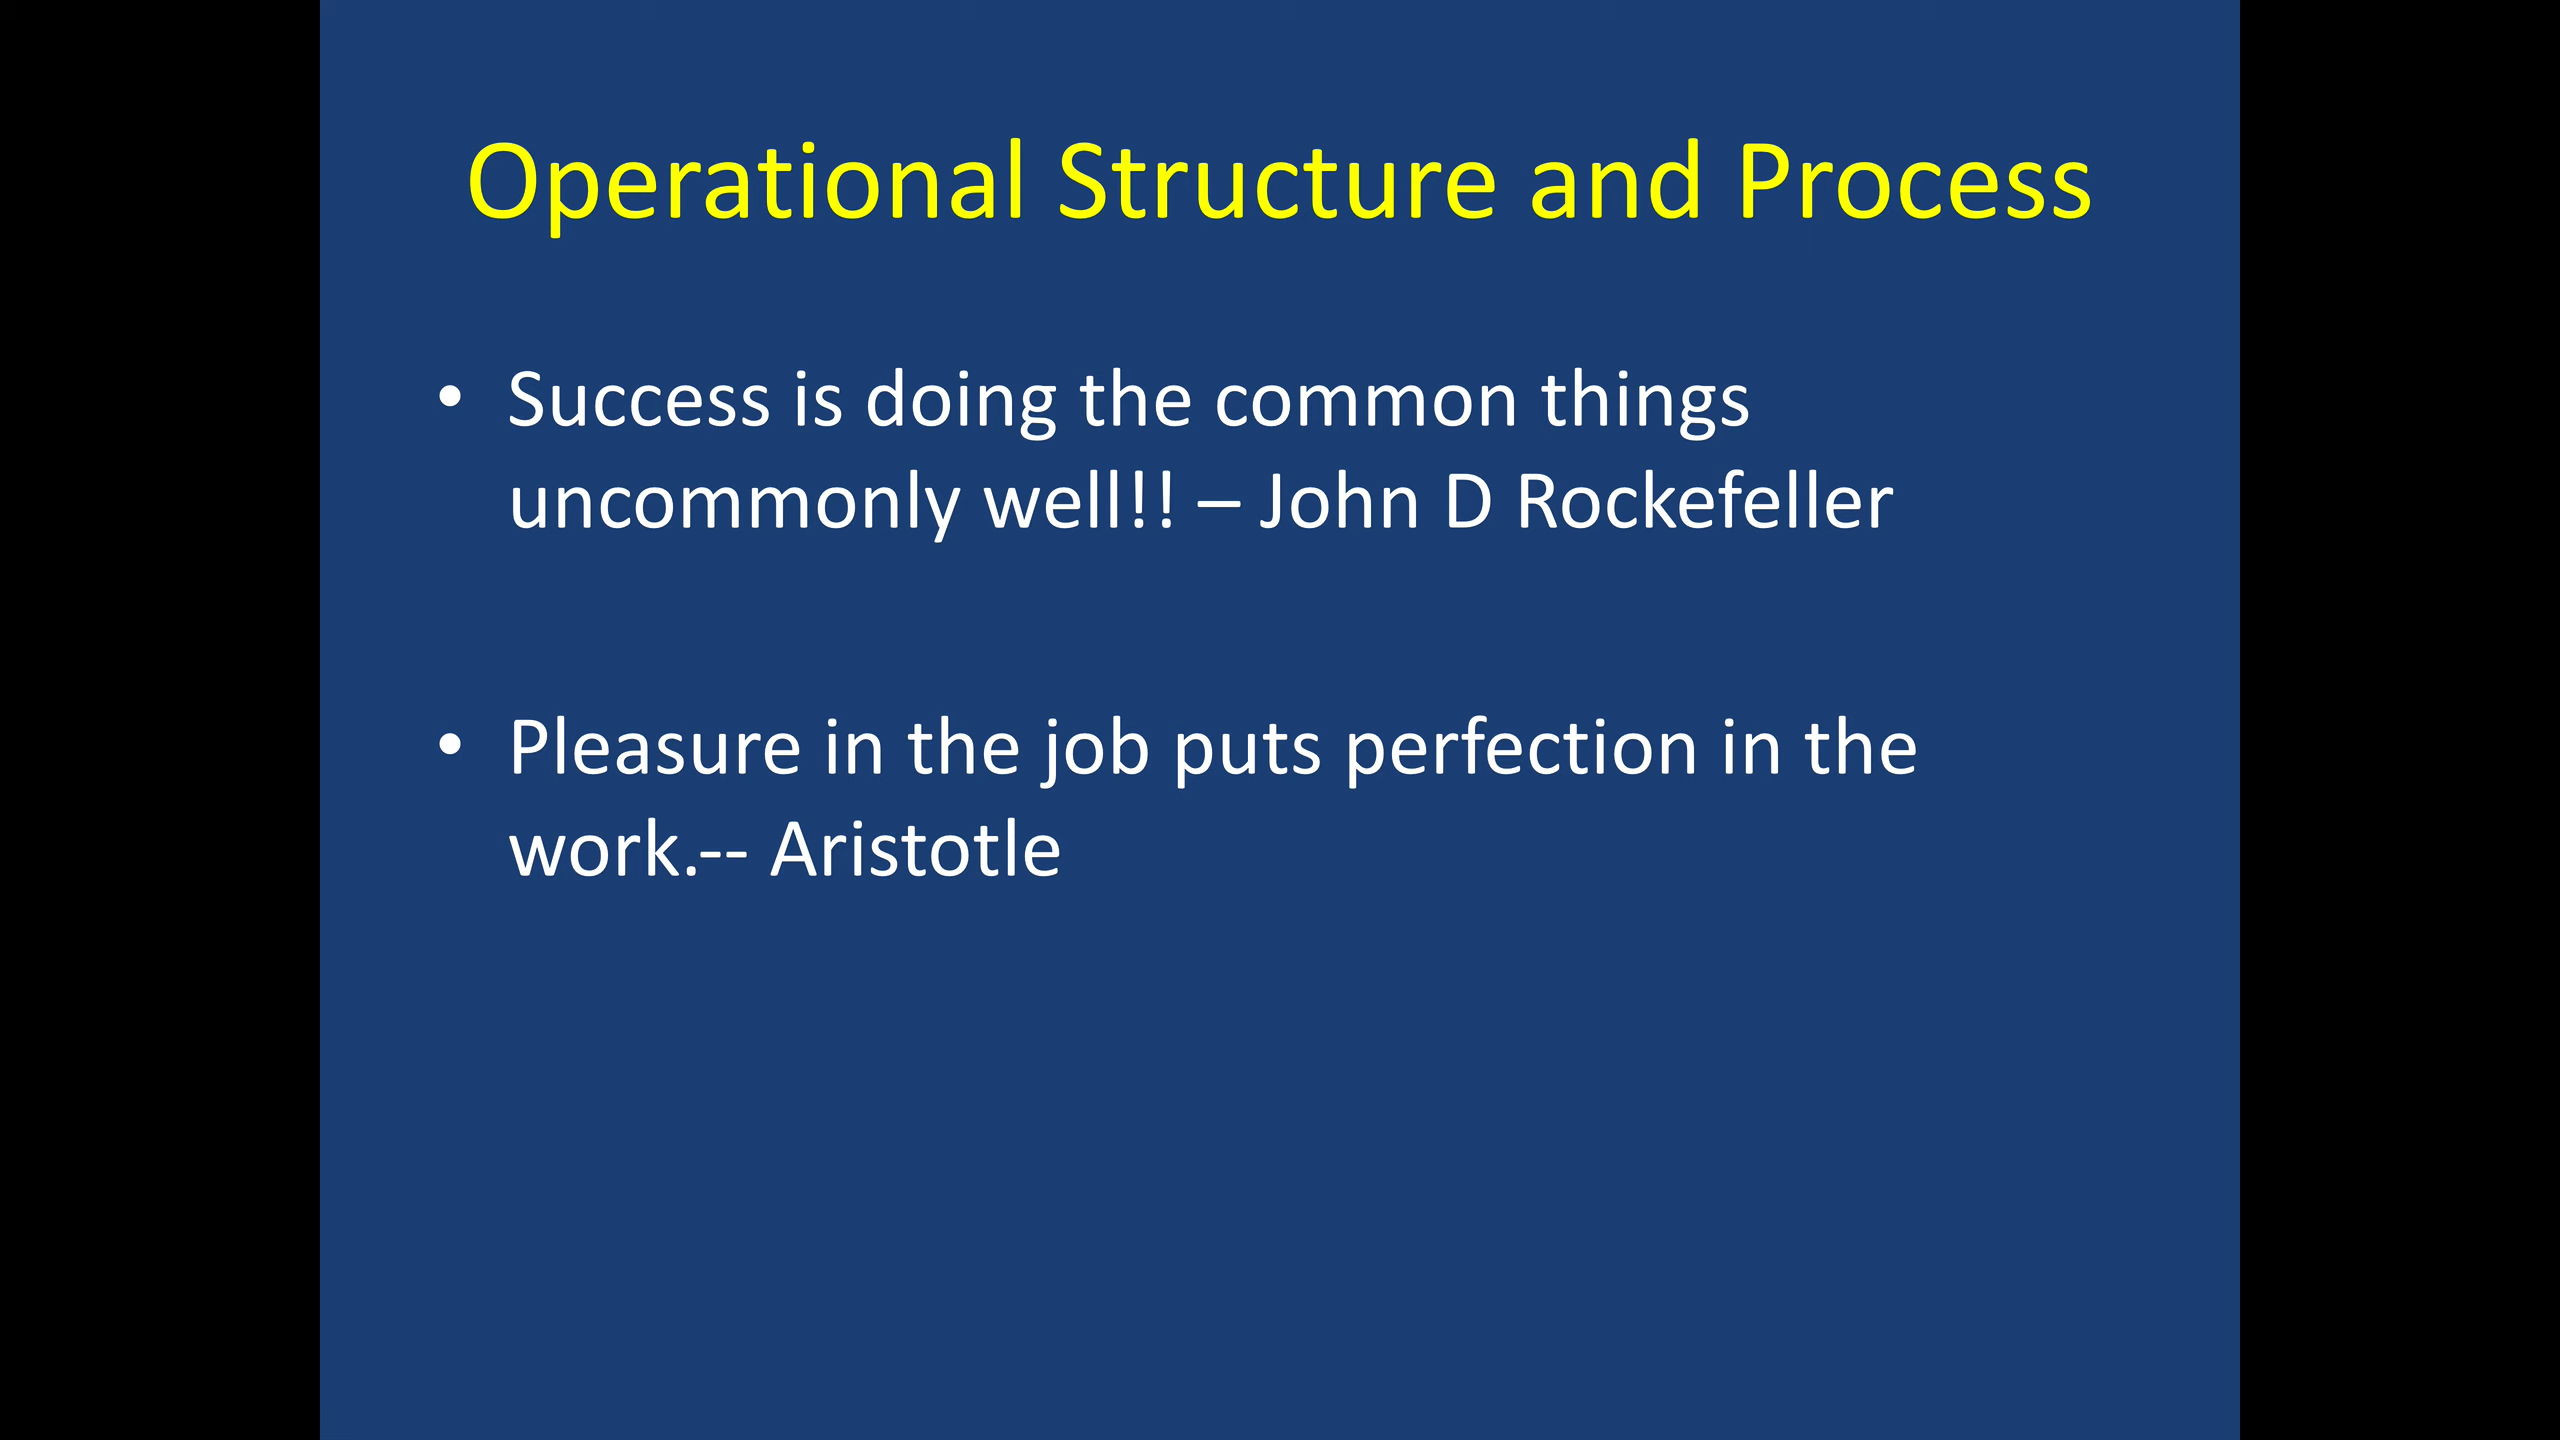 Operational Structure and Process
• Success is doing the common things
uncommonly well!! – John D Rockefeller
• Pleasure in the job puts perfection in the
work.-- Aristotle